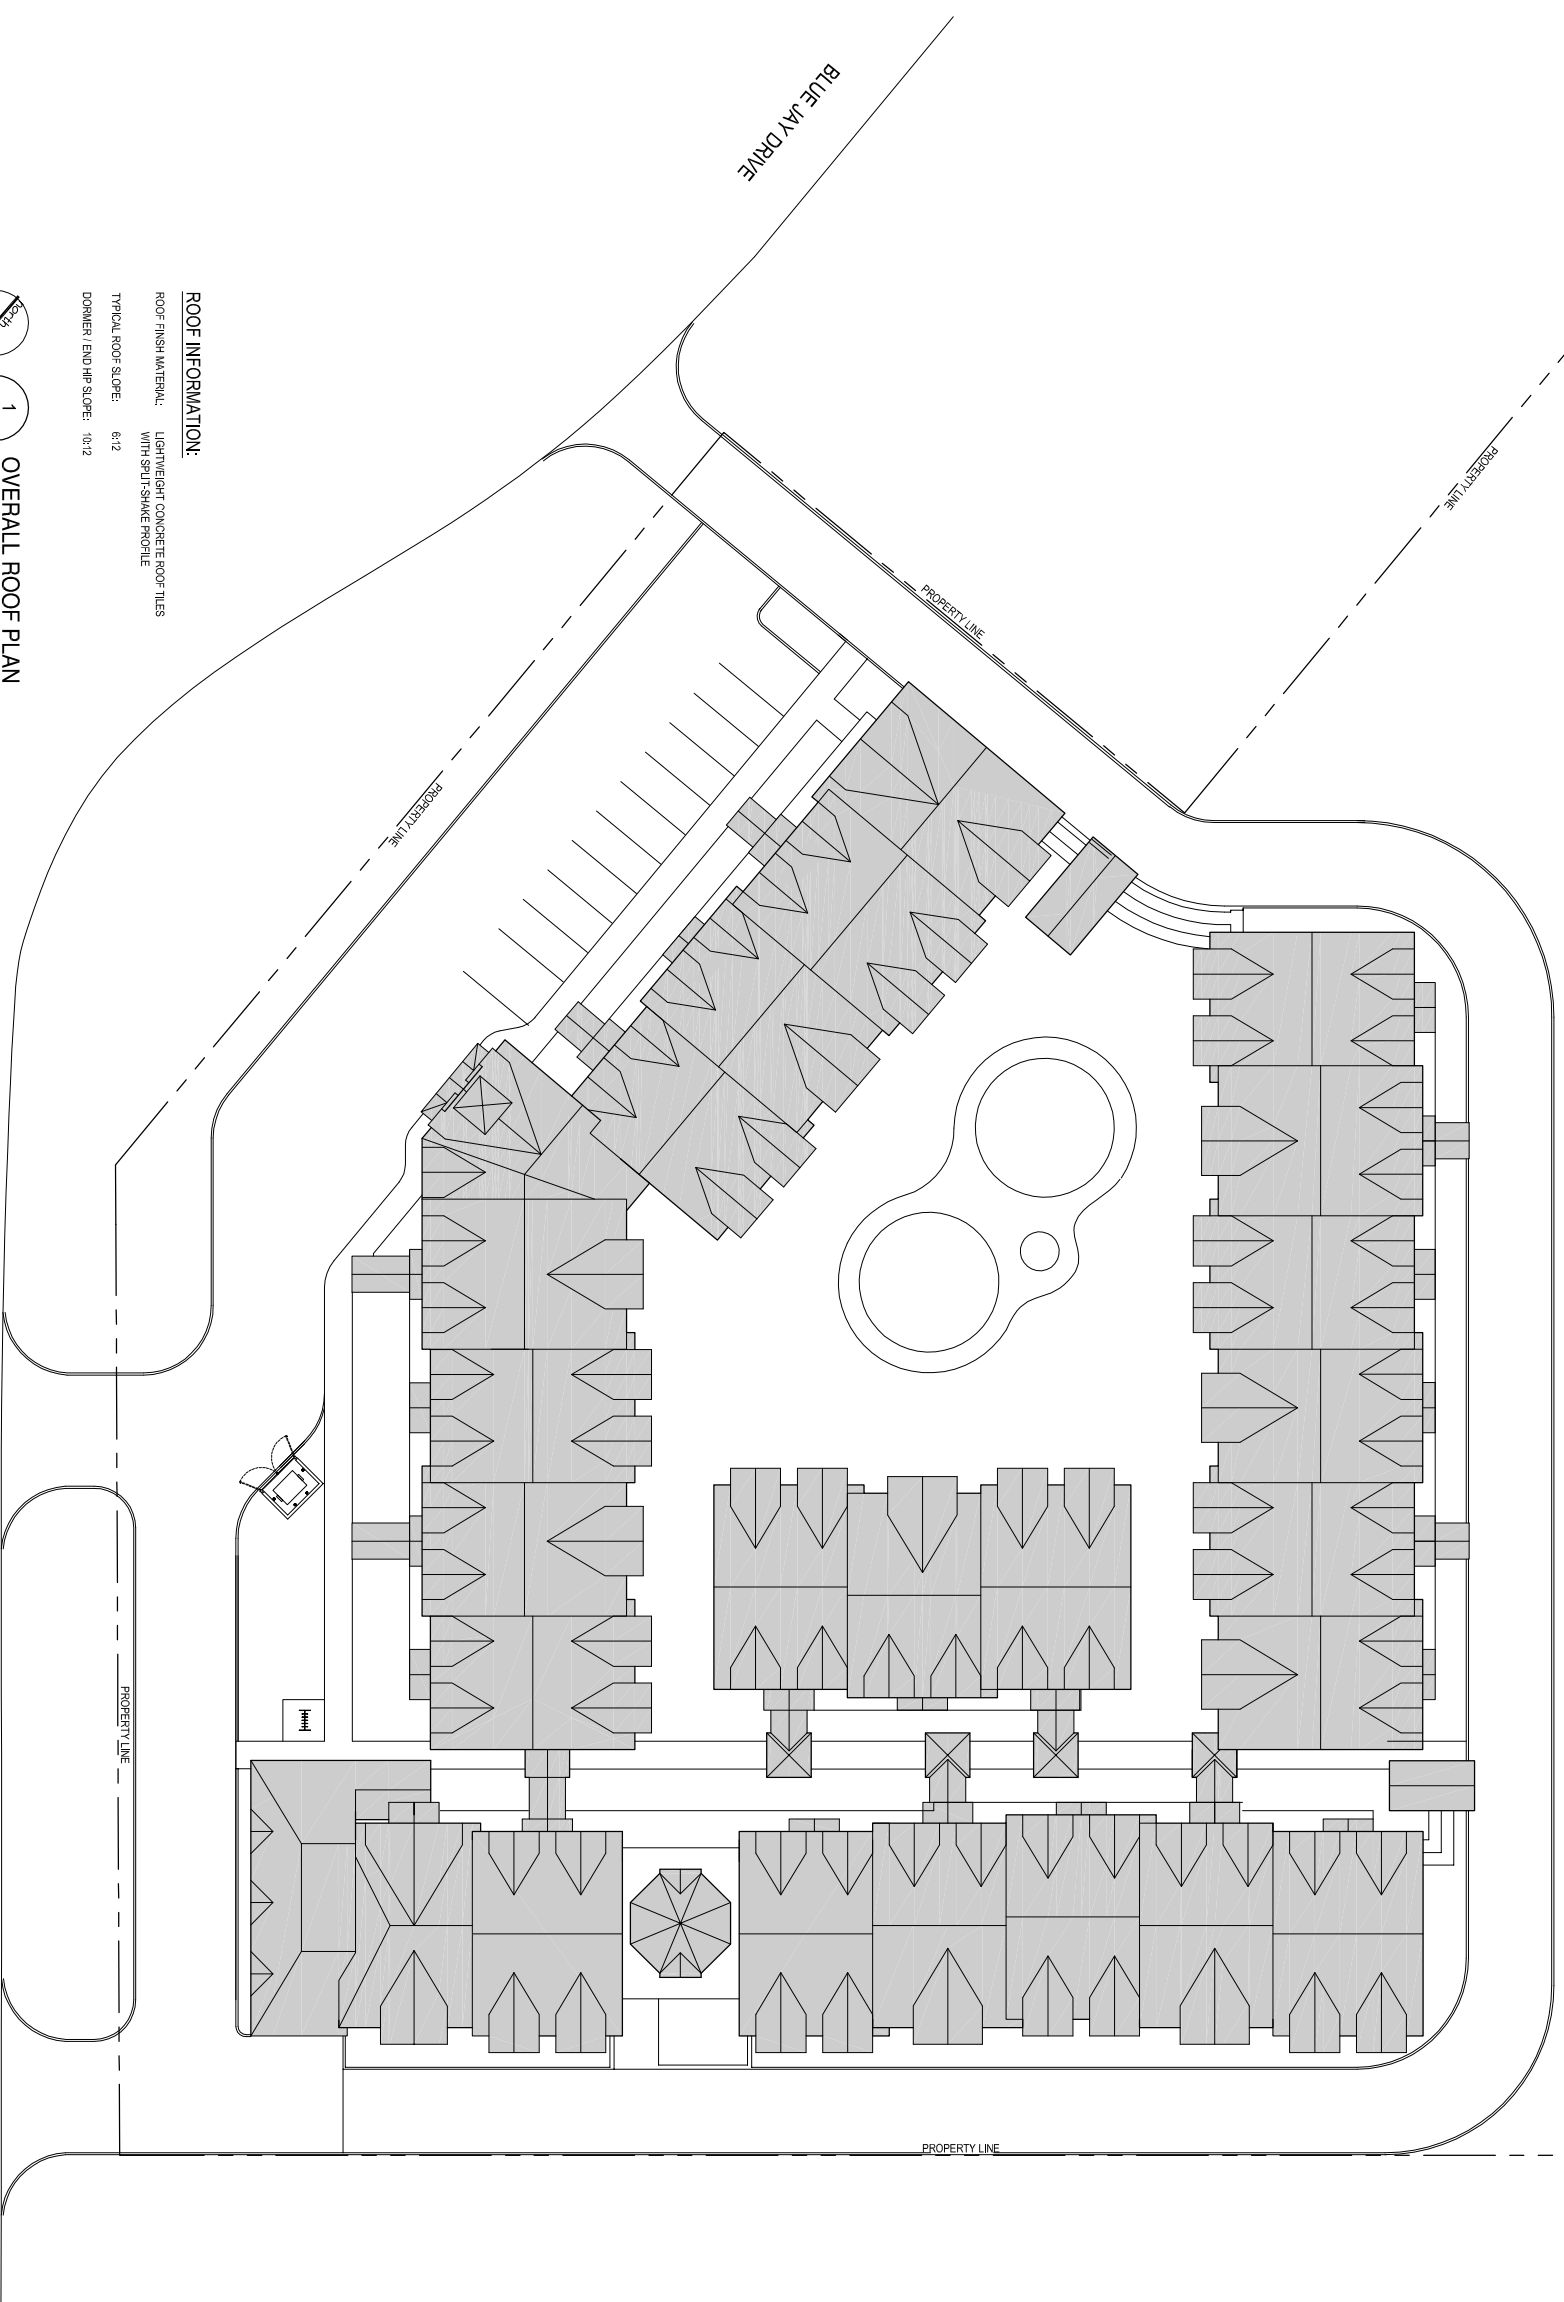 BLUE JAY DRIVE
PROPERTY LINE
PROPERTY LINE
PROPERTY LINE
PROPERTY LINE
PROPERTY LINE
ROOF INFORMATION:
ROOF FINSH MATERIAL: LIGHTWEIGHT CONCRETE ROOF TILES
WITH SPLIT-SHAKE PROFILE
TYPICAL ROOF SLOPE: 6:12
DORMER / END HIP SLOPE: 10:12
north
1 OVERALL ROOF PLAN